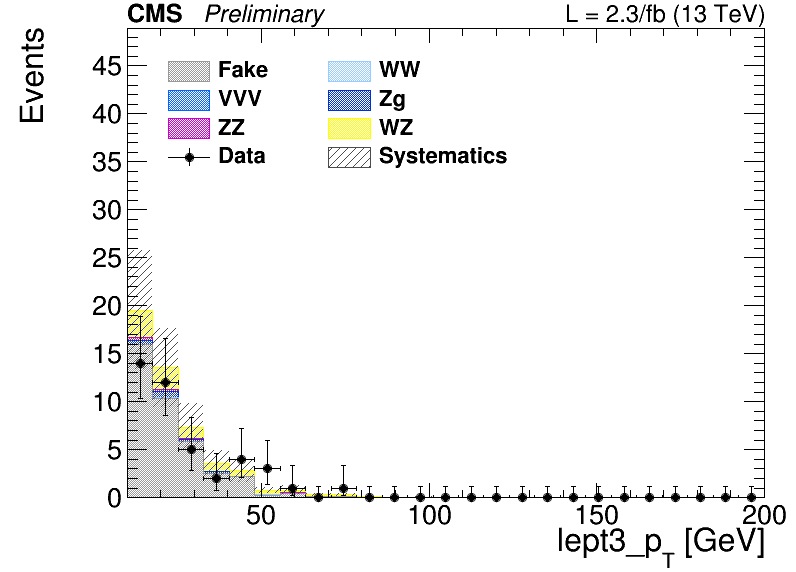 CMS Preliminary L = 2.3/fb (13 TeV)
Events
45
40
35
30
25
20
15
10
5
0
Fake WW
VVV Zg
ZZ WZ
Data Systematics
50 100 150 200
lept3_p_T [GeV]